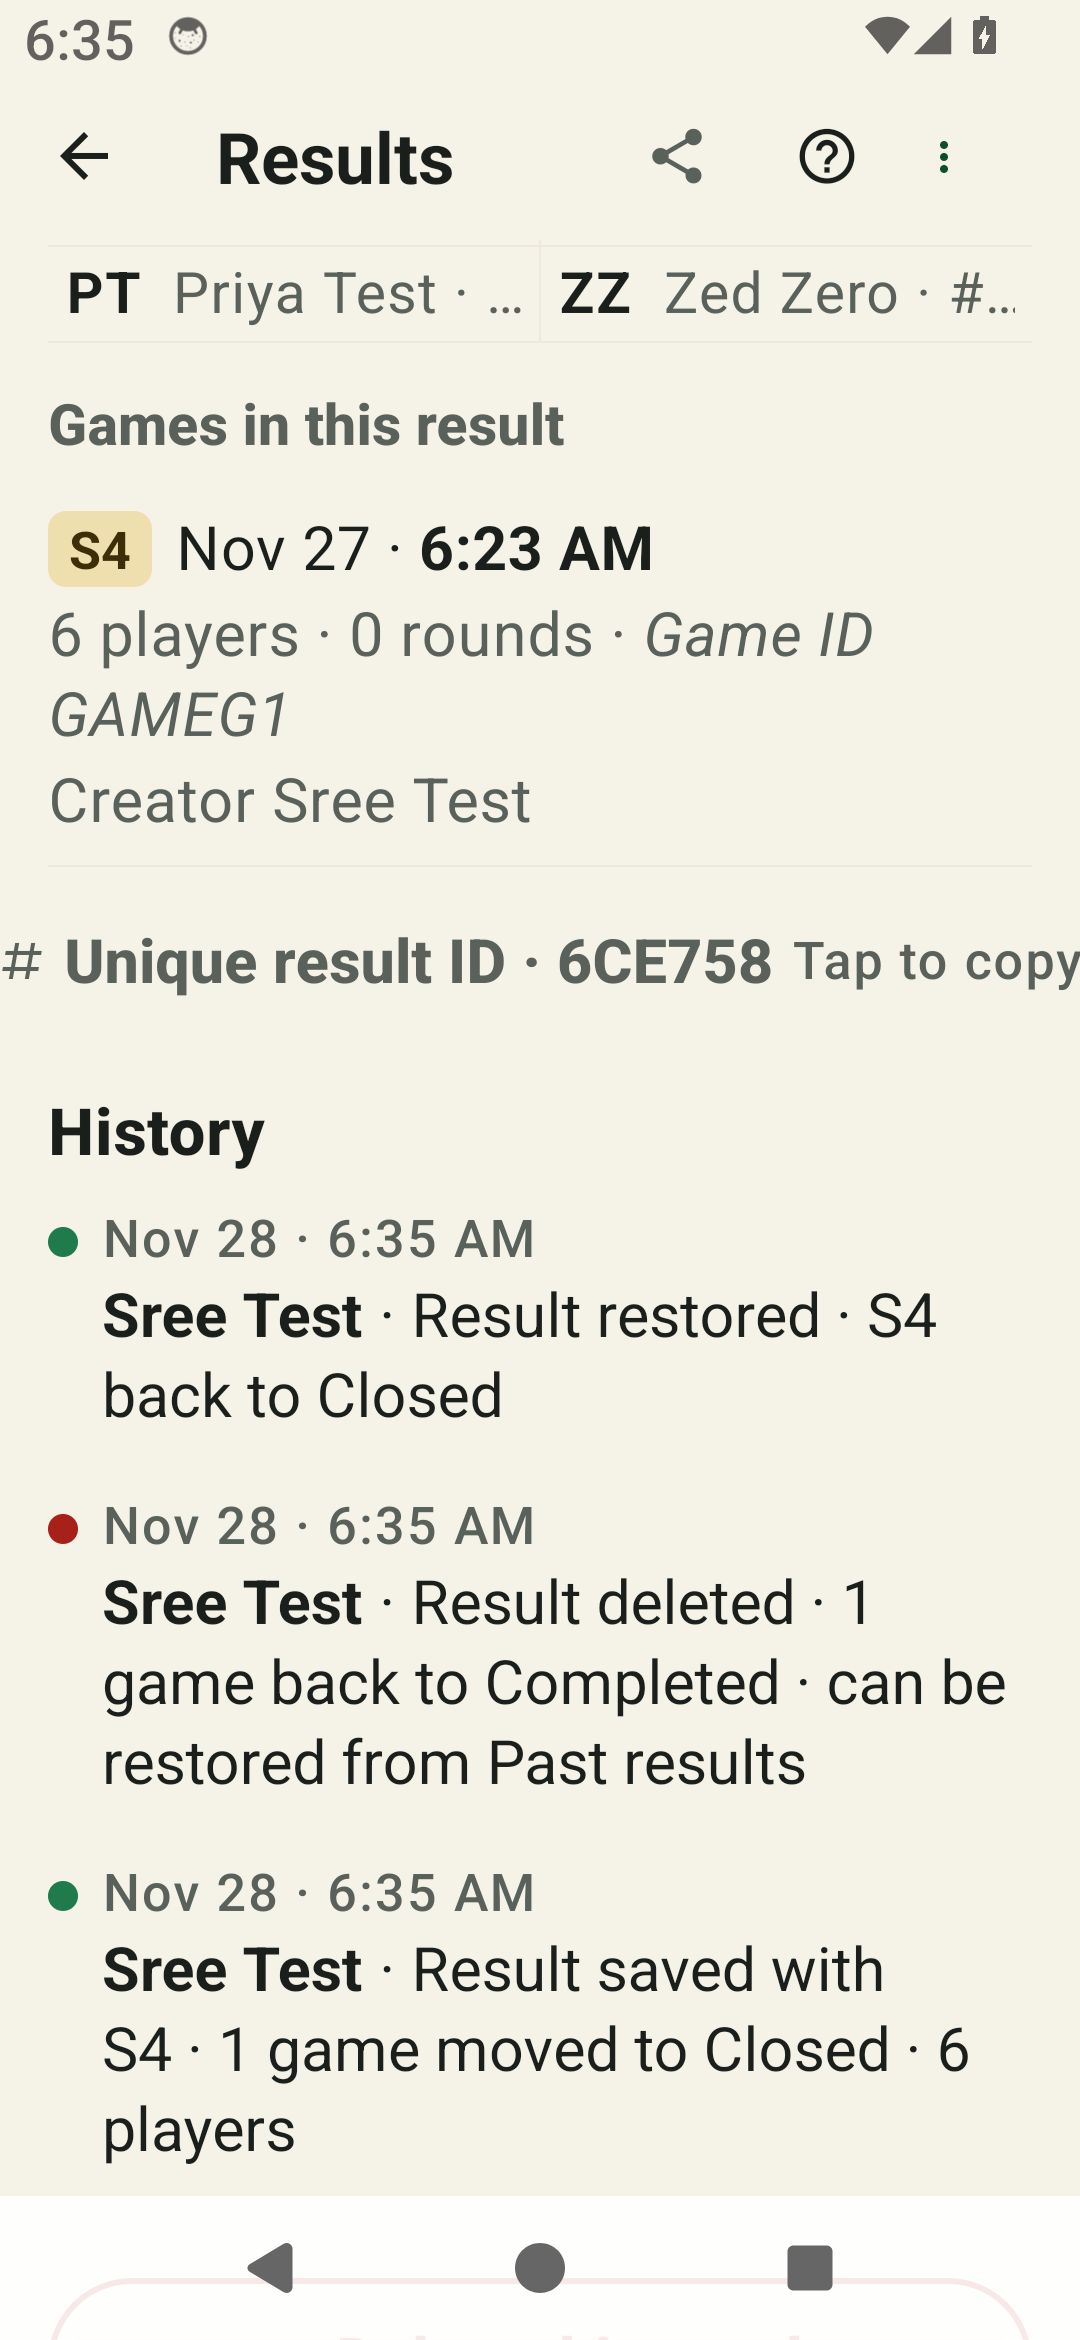 6:35
Results
PT Priya Test · …
ZZ Zed Zero · #…
Games in this result
S4 Nov 27 · 6:23 AM
6 players · 0 rounds · Game ID
GAMEG1
Creator Sree Test
# Unique result ID · 6CE758 Tap to copy
History
Nov 28 · 6:35 AM
Sree Test · Result restored · S4
back to Closed
Nov 28 · 6:35 AM
Sree Test · Result deleted · 1
game back to Completed · can be
restored from Past results
Nov 28 · 6:35 AM
Sree Test · Result saved with
S4 · 1 game moved to Closed · 6
players